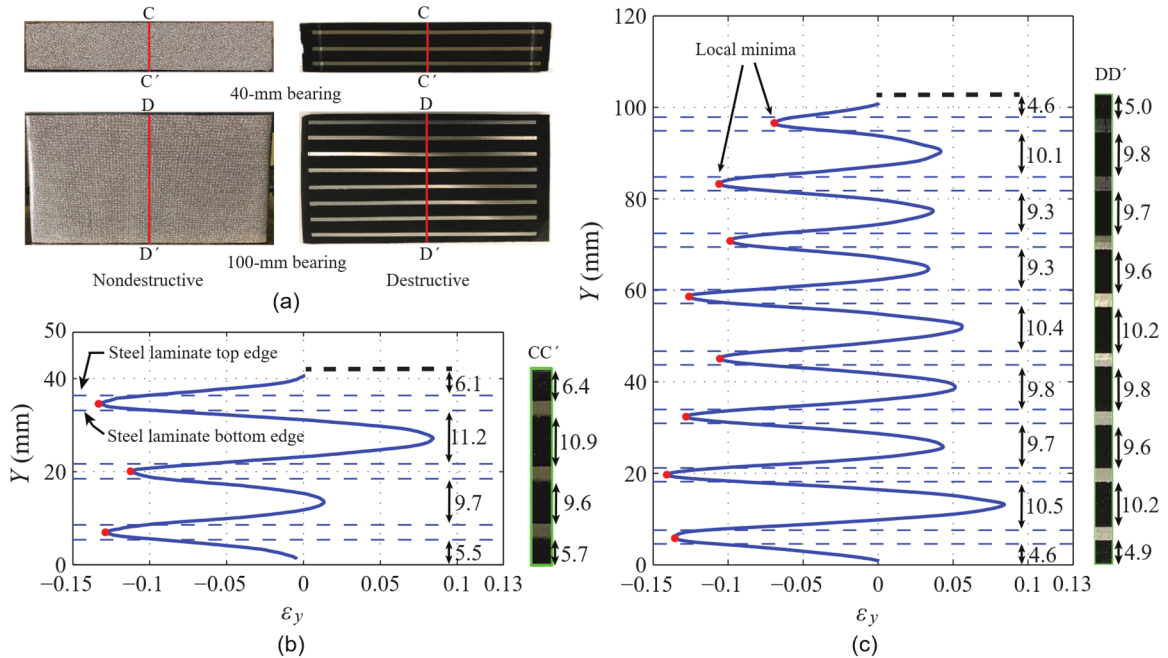 C
C
C´
C´
40-mm bearing
D
D
D´
D´
100-mm bearing
Nondestructive
Destructive
(a)
50
40
30
20
10
0
Y (mm)
Steel laminate top edge
Steel laminate bottom edge
6.1
11.2
9.7
5.5
−0.15
−0.1
−0.05
0
0.05
0.1
0.13
εy
CC´
6.4
10.9
9.6
5.7
(b)
120
100
80
60
40
20
0
Y (mm)
Local minima
4.6
10.1
9.3
9.3
10.4
9.8
9.7
10.5
4.6
−0.15
−0.1
−0.05
0
0.05
0.1
0.13
εy
DD´
5.0
9.8
9.7
9.6
10.2
9.8
9.6
10.2
4.9
(c)